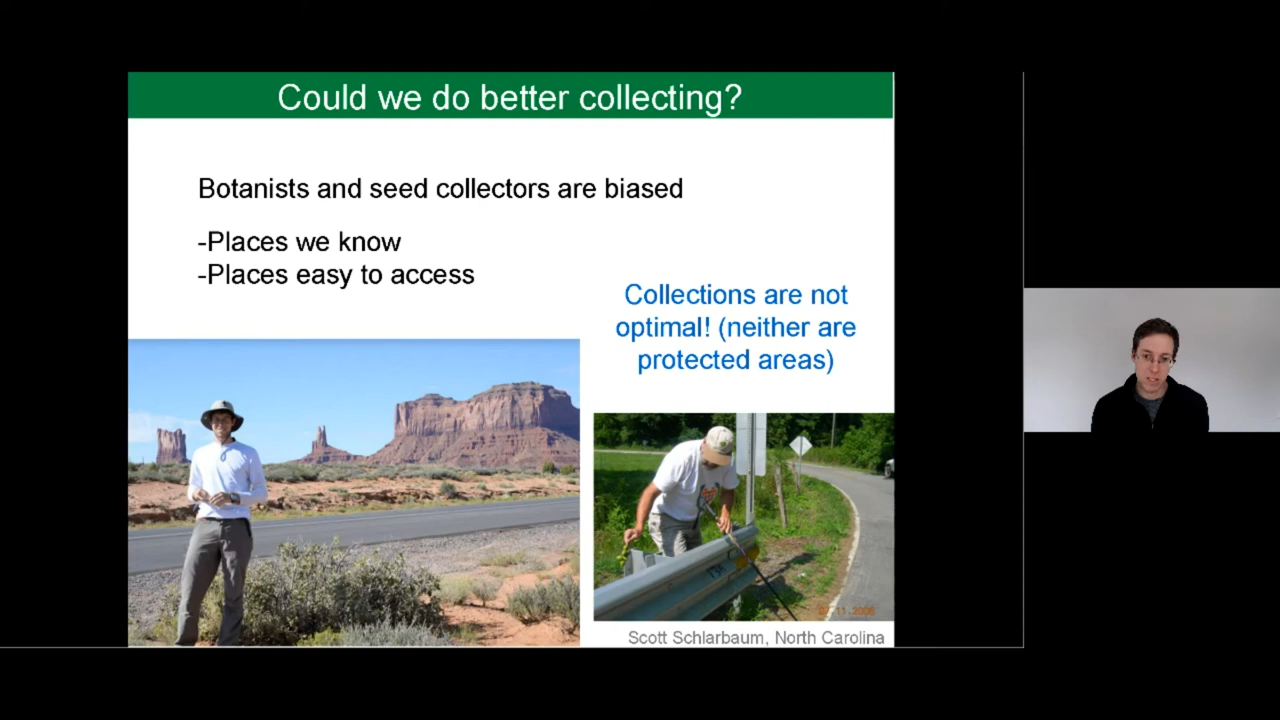 Could we do better collecting?
Botanists and seed collectors are biased
-Places we know
-Places easy to access
Collections are not
optimal! (neither are
protected areas)
Scott Schlarbaum, North Carolina